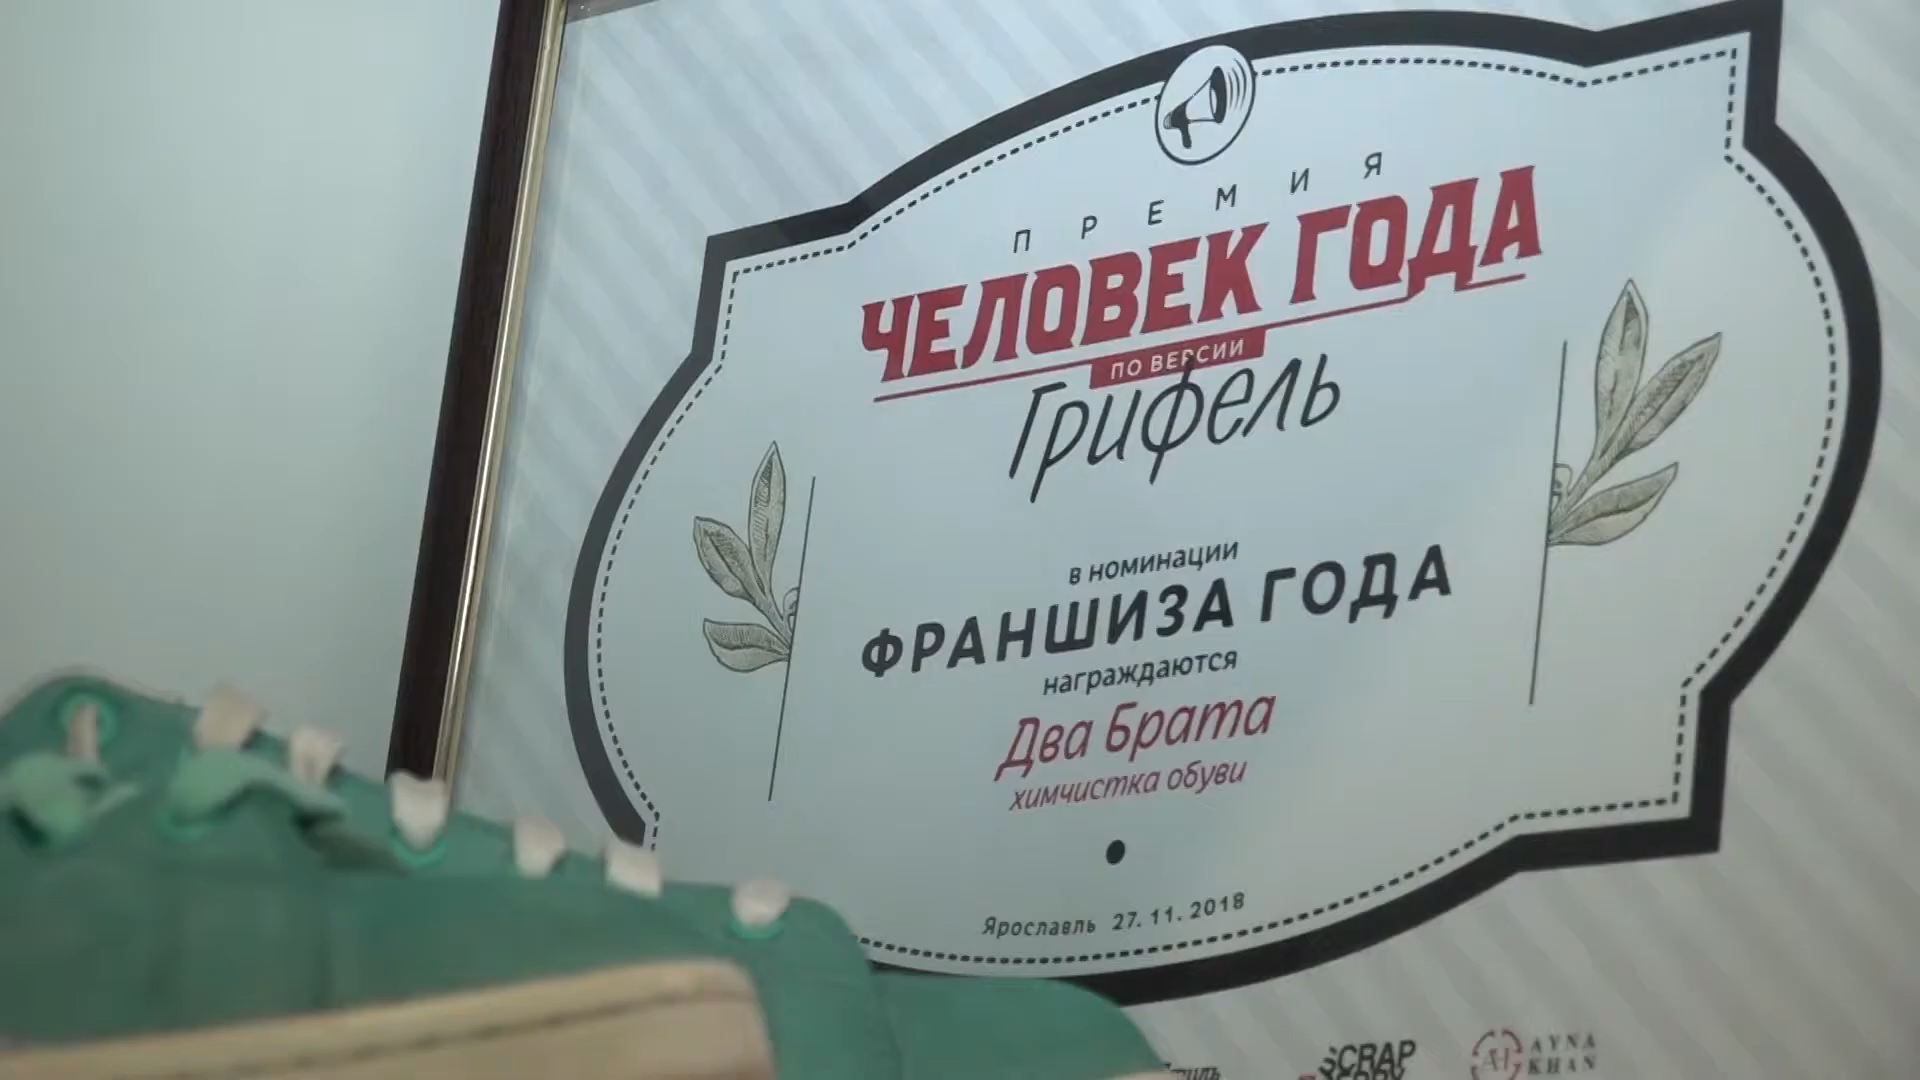 ПРЕМИЯ
ЧЕЛОВЕК ГОДА
ПО ВЕРСИИ
Грифель
в номинации
ФРАНШИЗА ГОДА
награждаются
Два Брата
химчистка обуви
Ярославль 27.11.2018
SCRAP
AYNA
KHAN